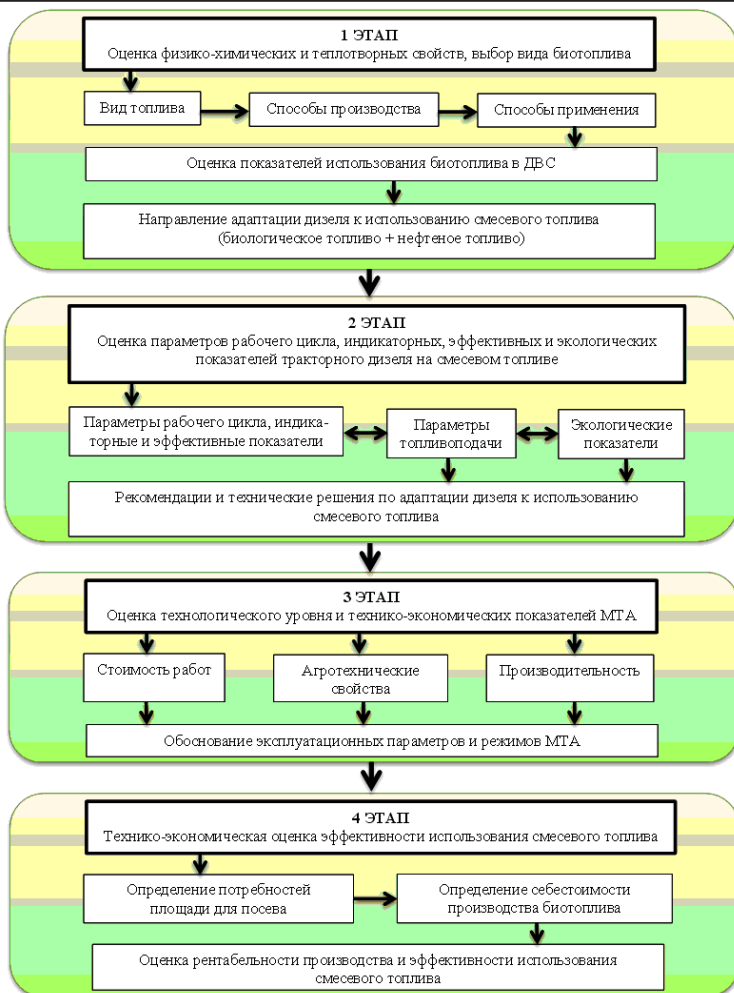 1 ЭТАП
Оценка физико-химических и теплотворных свойств, выбор вида биотоплива
Вид топлива
Способы производства
Способы применения
Оценка показателей использования биотоплива в ДВС
Направление адаптации дизеля к использованию смесевого топлива
(биологическое топливо + нефтеное топливо)
2 ЭТАП
Оценка параметров рабочего цикла, индикаторных, эффективных и экологических
показателей тракторного дизеля на смесевом топливе
Параметры рабочего цикла, индика-
торные и эффективные показатели
Параметры
топливоподачи
Экологические
показатели
Рекомендации и технические решения по адаптации дизеля к использованию
смесевого топлива
3 ЭТАП
Оценка технологического уровня и технико-экономических показателей МТА
Стоимость работ
Агротехнические
свойства
Производительность
Обоснование эксплуатационных параметров и режимов МТА
4 ЭТАП
Технико-экономическая оценка эффективности использования смесевого топлива
Определение потребностей
площади для посева
Определение себестоимости
производства биотоплива
Оценка рентабельности производства и эффективности использования
смесевого топлива